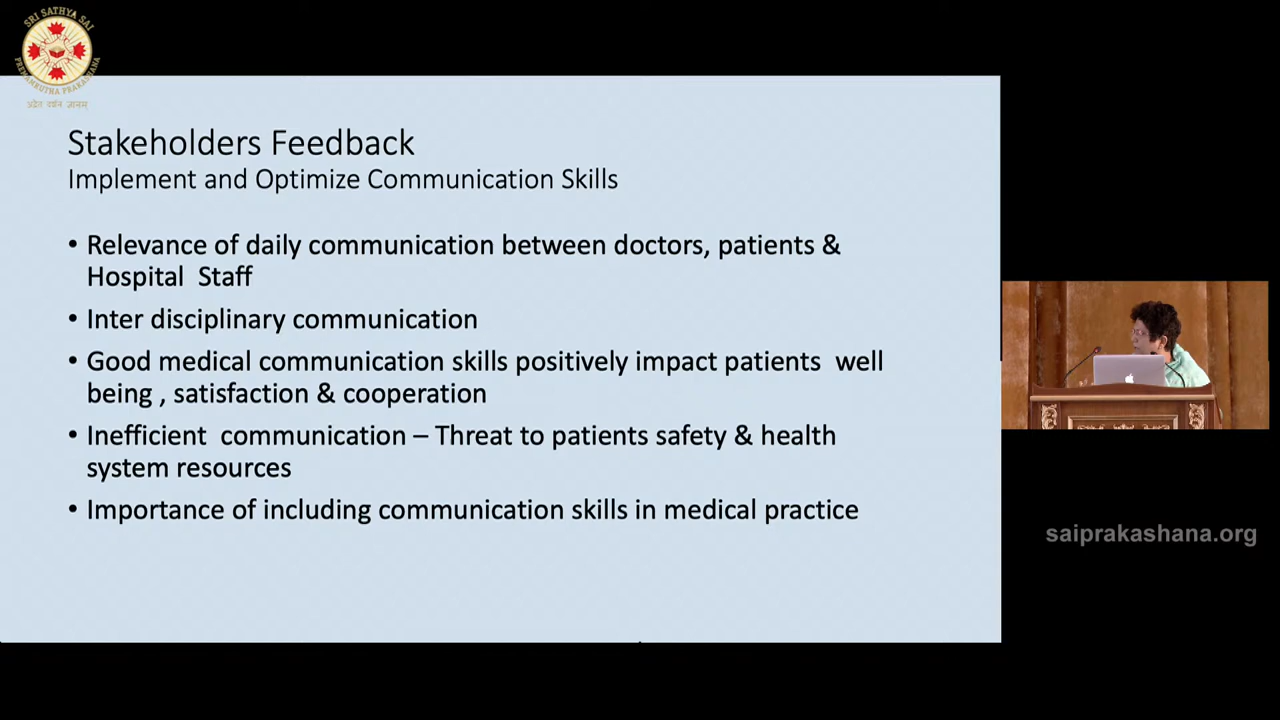 SRI SATHYA SAI
PREMAMRUTHA PRAKASHANA
Stakeholders Feedback
Implement and Optimize Communication Skills
• Relevance of daily communication between doctors, patients &
Hospital Staff
• Inter disciplinary communication
• Good medical communication skills positively impact patients well
being , satisfaction & cooperation
• Inefficient communication – Threat to patients safety & health
system resources
• Importance of including communication skills in medical practice
saiprakashana.org